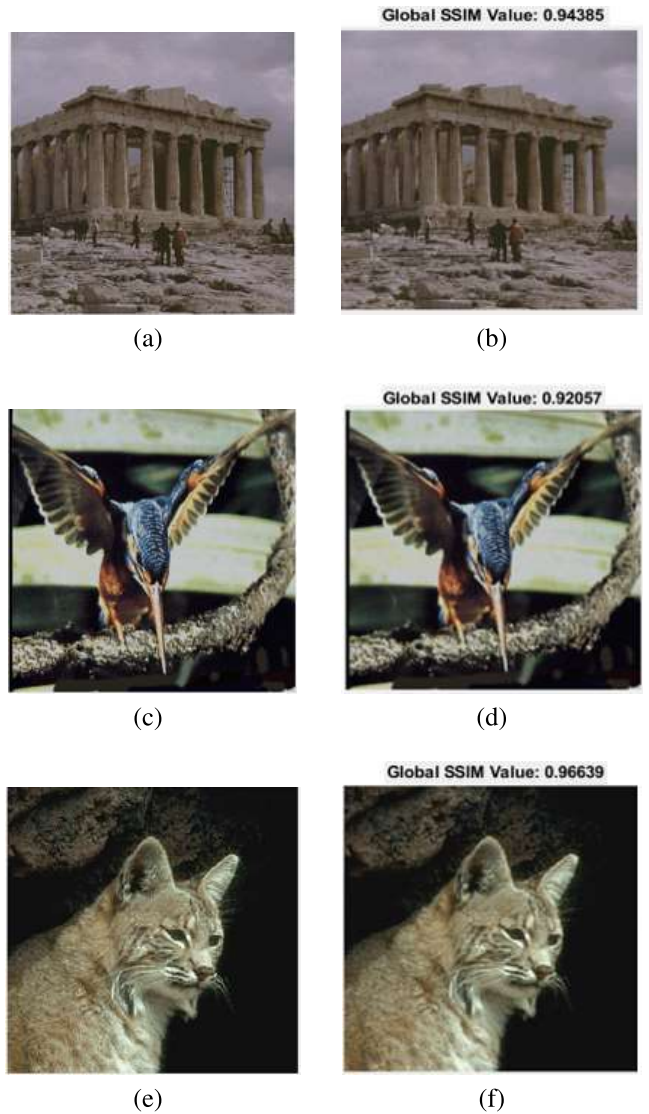 Global SSIM Value: 0.94385
(a)
(b)
Global SSIM Value: 0.92057
(c)
(d)
Global SSIM Value: 0.96639
(e)
(f)